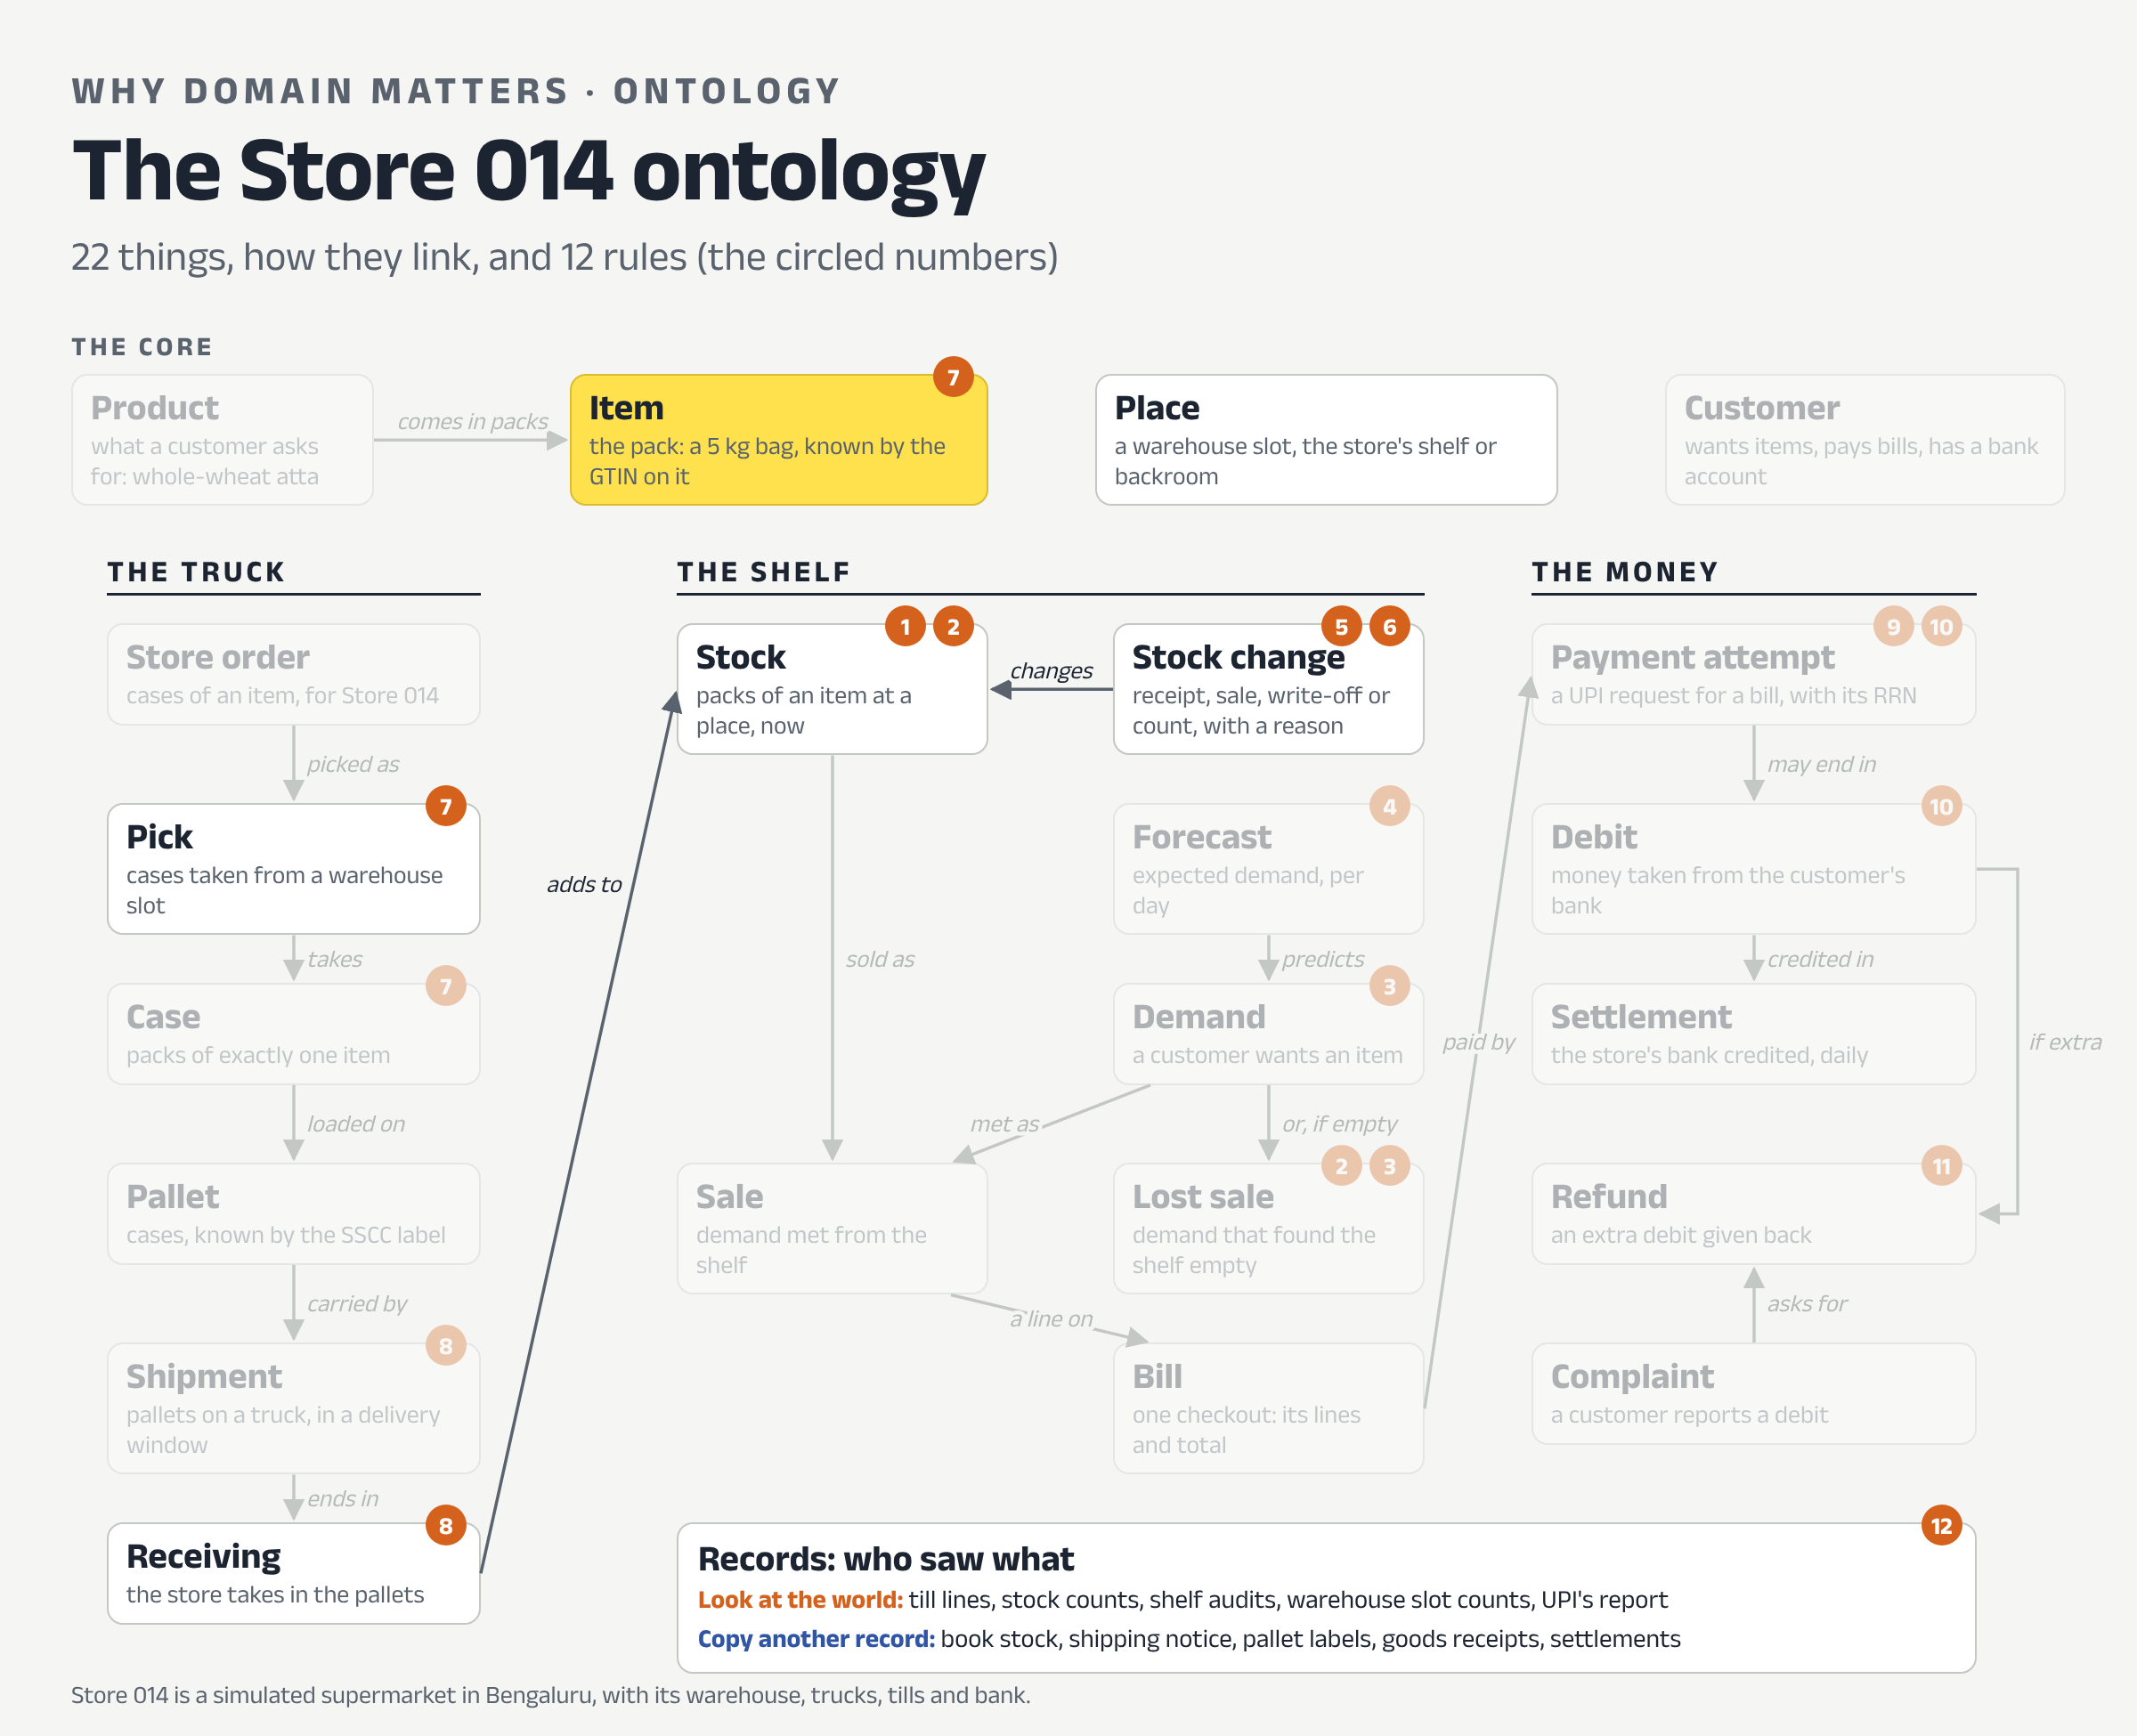 WHY DOMAIN MATTERS · ONTOLOGY
The Store 014 ontology
22 things, how they link, and 12 rules (the circled numbers)
THE CORE
Product
what a customer asks
for: whole-wheat atta
comes in packs
7
Item
the pack: a 5 kg bag, known by the
GTIN on it
Place
a warehouse slot, the store's shelf or
backroom
Customer
wants items, pays bills, has a bank
account
THE TRUCK
Store order
cases of an item, for Store 014
picked as
7
Pick
cases taken from a warehouse
slot
takes
7
Case
packs of exactly one item
loaded on
Pallet
cases, known by the SSCC label
carried by
8
Shipment
pallets on a truck, in a delivery
window
ends in
8
Receiving
the store takes in the pallets
adds to
THE SHELF
1 2
Stock
packs of an item at a
place, now
changes
5 6
Stock change
receipt, sale, write-off or
count, with a reason
sold as
4
Forecast
expected demand, per
day
predicts
3
Demand
a customer wants an item
met as
or, if empty
Sale
demand met from the
shelf
2 3
Lost sale
demand that found the
shelf empty
a line on
Bill
one checkout: its lines
and total
paid by
THE MONEY
9 10
Payment attempt
a UPI request for a bill, with its RRN
may end in
10
Debit
money taken from the customer's
bank
credited in
Settlement
the store's bank credited, daily
if extra
11
Refund
an extra debit given back
asks for
Complaint
a customer reports a debit
12
Records: who saw what
Look at the world: till lines, stock counts, shelf audits, warehouse slot counts, UPI's report
Copy another record: book stock, shipping notice, pallet labels, goods receipts, settlements
Store 014 is a simulated supermarket in Bengaluru, with its warehouse, trucks, tills and bank.